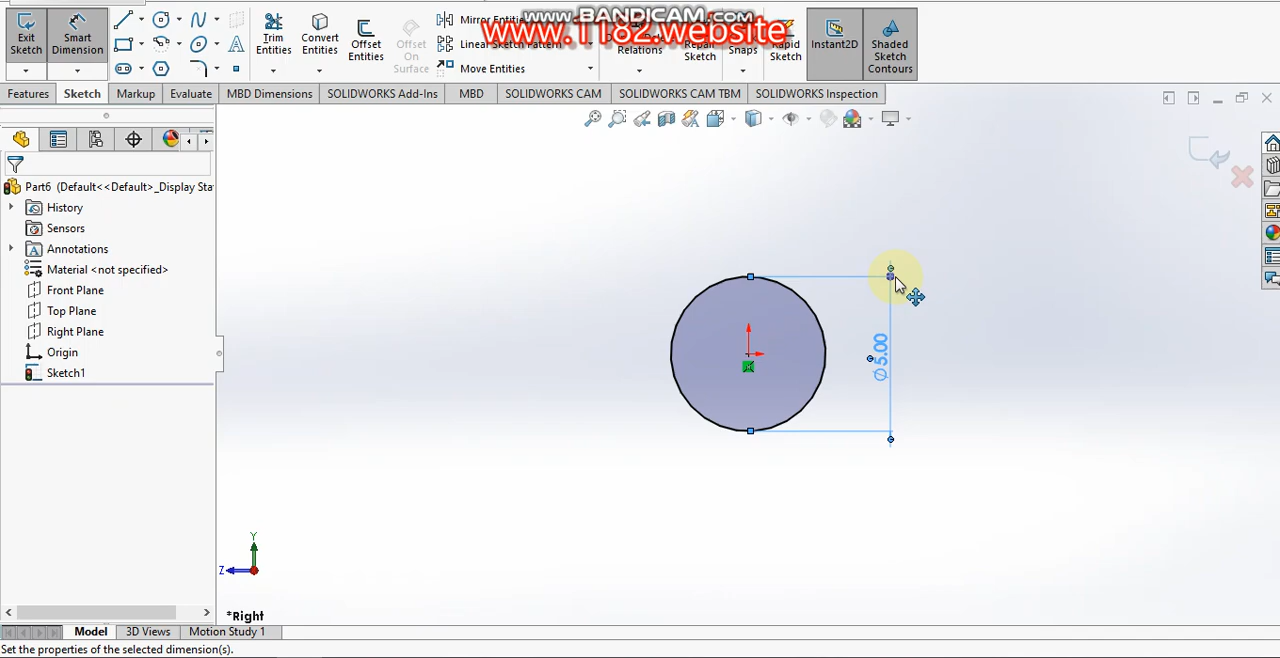 www.BANDICAM.com
www.1182.website
Exit Sketch
Smart Dimension
Trim Entities
Convert Entities
Offset Entities
Offset On Surface
Mirror Entities
Linear Sketch Pattern
Move Entities
Relations
Repair Sketch
Snaps
Rapid Sketch
Instant2D
Shaded Sketch Contours
Features
Sketch
Markup
Evaluate
MBD Dimensions
SOLIDWORKS Add-Ins
MBD
SOLIDWORKS CAM
SOLIDWORKS CAM TBM
SOLIDWORKS Inspection
Part6 (Default<<Default>_Display Sta
History
Sensors
Annotations
Material <not specified>
Front Plane
Top Plane
Right Plane
Origin
Sketch1
∅5.00
Y
Z
*Right
Model
3D Views
Motion Study 1
Set the properties of the selected dimension(s).